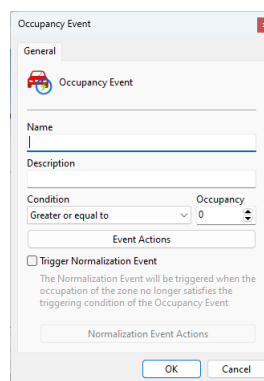 Occupancy Event
General
Occupancy Event
Name
Description
Condition Occupancy
Greater or equal to 0
Event Actions
Trigger Normalization Event
The Normalization Event will be triggered when the
occupation of the zone no longer satisfies the
triggering condition of the Occupancy Event
Normalization Event Actions
OK Cancel